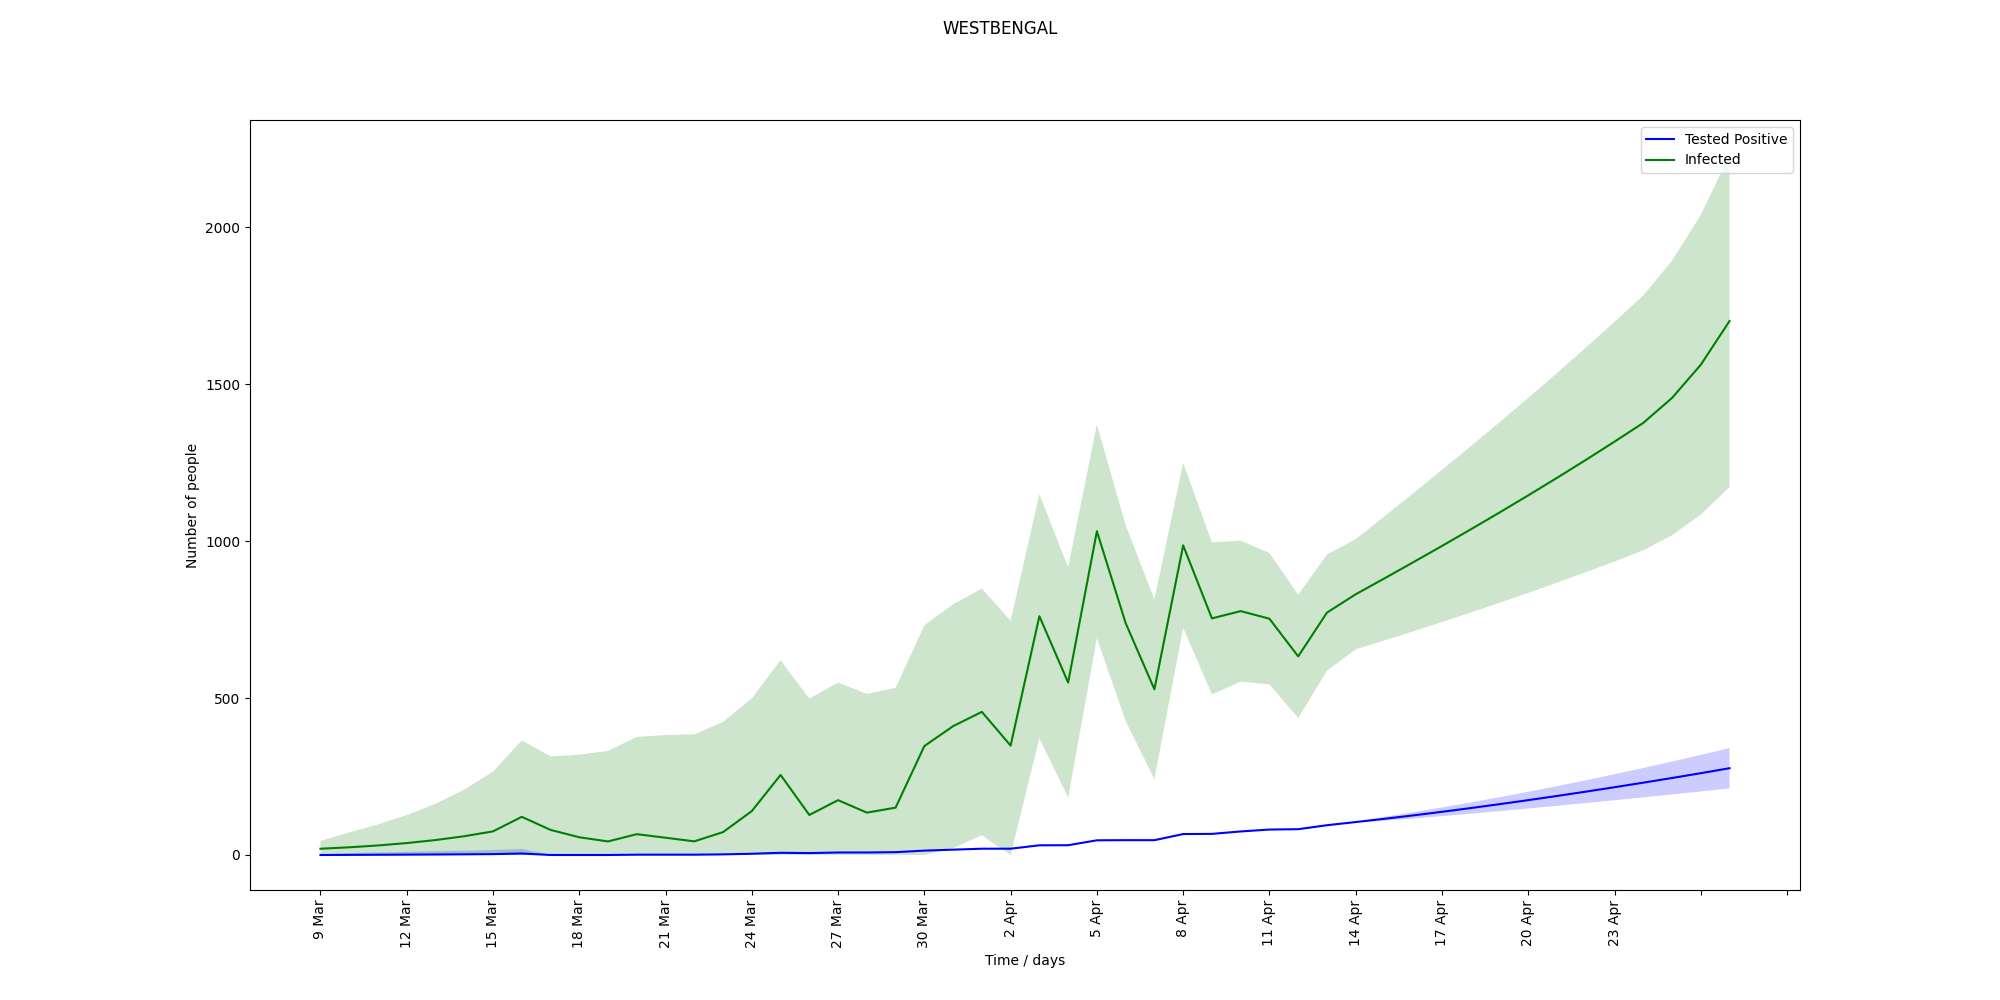 WESTBENGAL
Tested Positive
Infected
Number of people
2000
1500
1000
500
0
9 Mar
12 Mar
15 Mar
18 Mar
21 Mar
24 Mar
27 Mar
30 Mar
2 Apr
5 Apr
8 Apr
11 Apr
14 Apr
17 Apr
20 Apr
23 Apr
Time / days